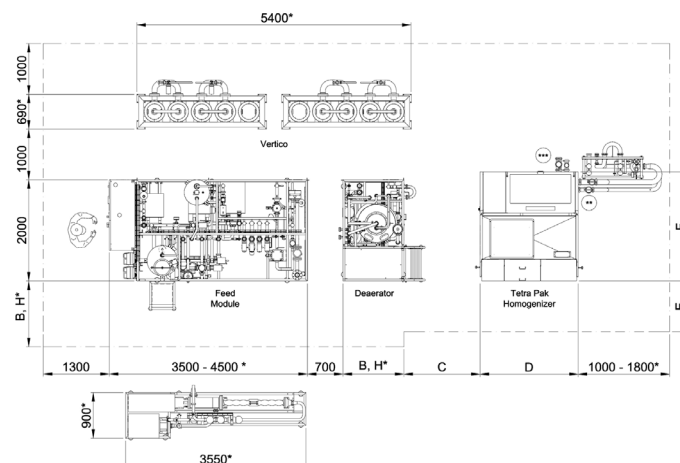 5400*
1000
690*
1000
2000
B, H*
Vertico
***
**
Feed
Module
Deaerator
Tetra Pak
Homogenizer
1300
3500 - 4500 *
700
B, H*
C
D
1000 - 1800*
900*
3550*